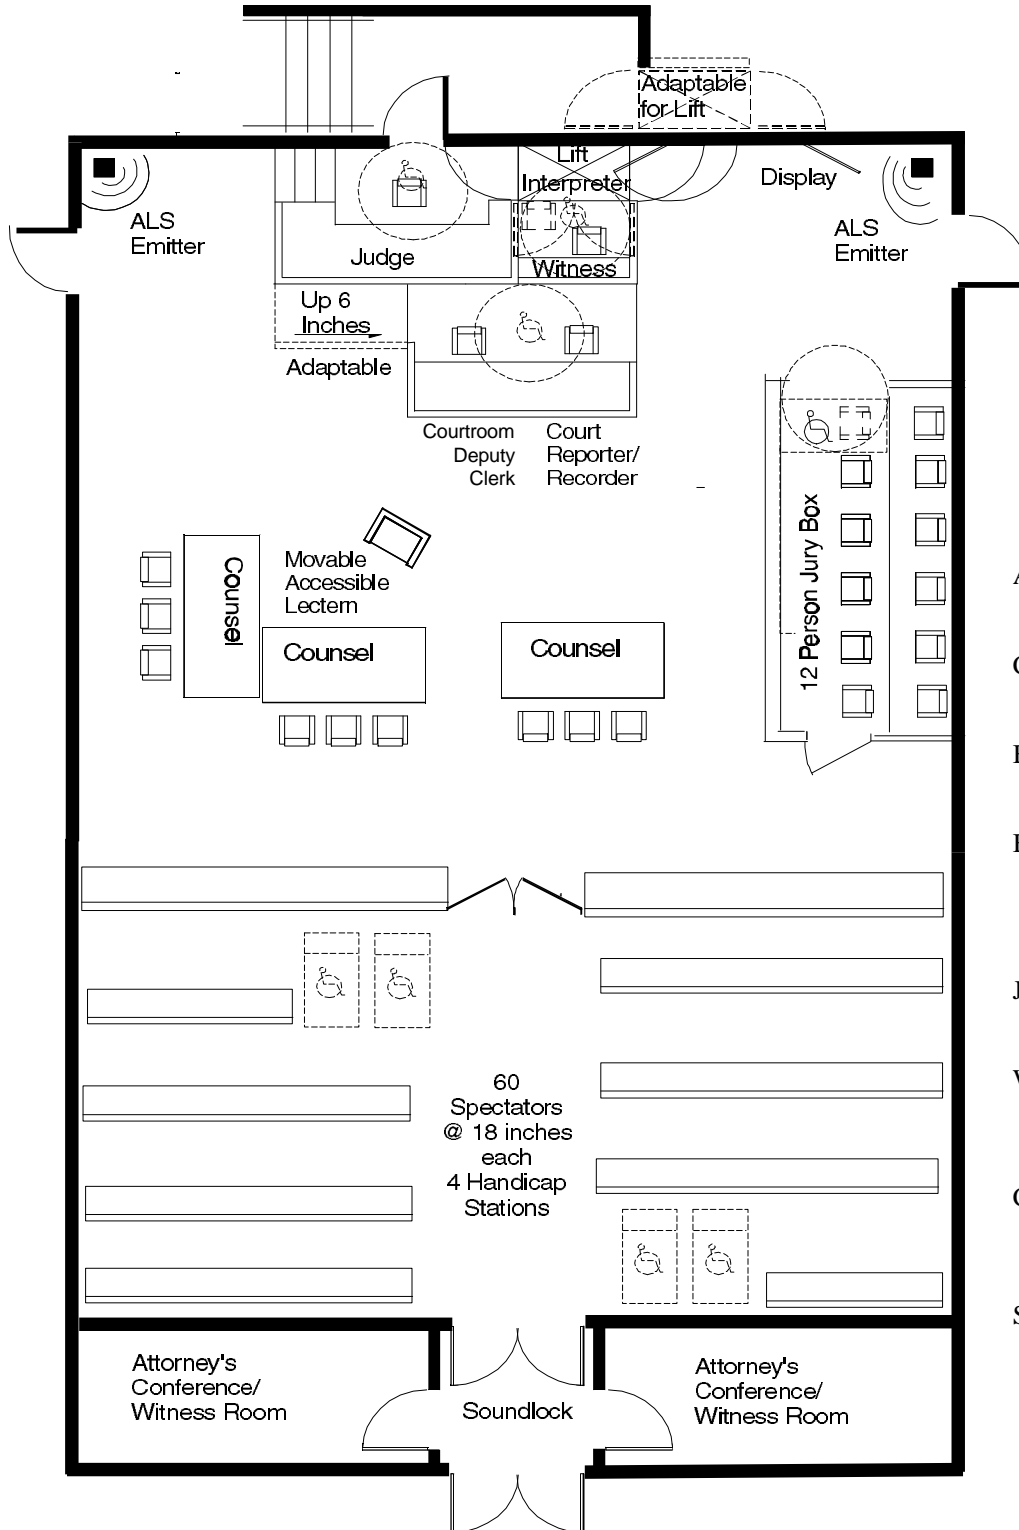 Adaptable
for Lift
Lift
Interpreter
Display
ALS
Emitter
ALS
Emitter
Judge
Witness
Up 6
Inches
Adaptable
Courtroom
Deputy
Clerk
Court
Reporter/
Recorder
12 Person Jury Box
Counsel
Movable
Accessible
Lectern
Counsel
Counsel
60
Spectators
@ 18 inches
each
4 Handicap
Stations
Attorney's
Conference/
Witness Room
Soundlock
Attorney's
Conference/
Witness Room
J